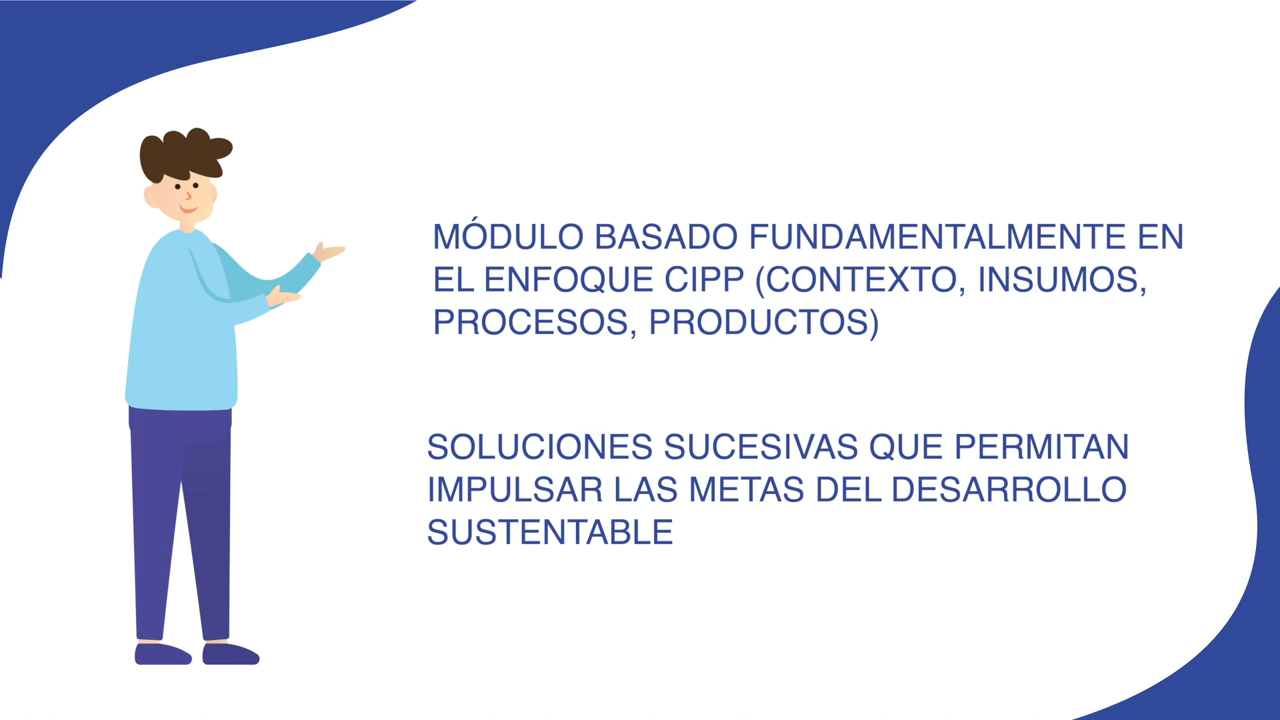 MÓDULO BASADO FUNDAMENTALMENTE EN
EL ENFOQUE CIPP (CONTEXTO, INSUMOS,
PROCESOS, PRODUCTOS)
SOLUCIONES SUCESIVAS QUE PERMITAN
IMPULSAR LAS METAS DEL DESARROLLO
SUSTENTABLE